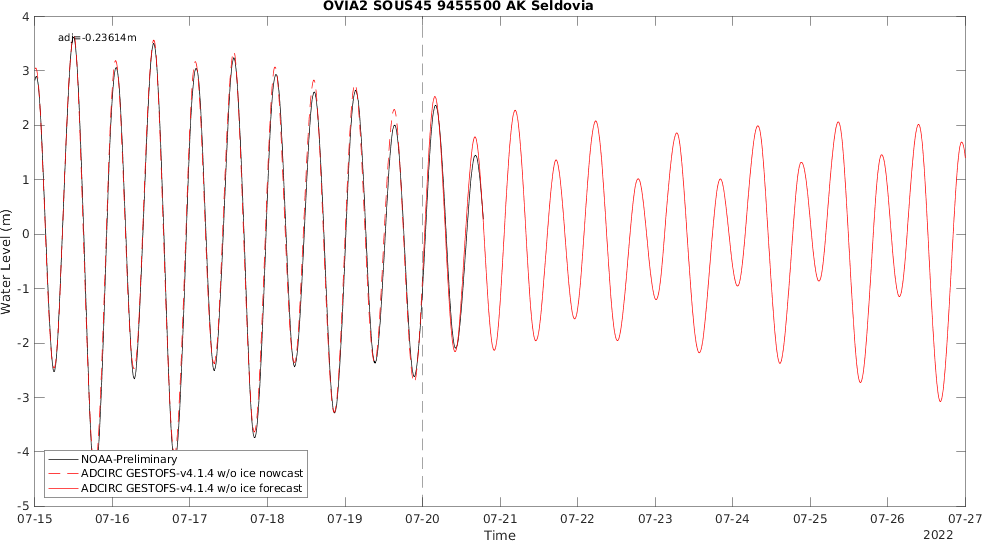 OVIA2 SOUS45 9455500 AK Seldovia
adj=-0.23614m
4
3
2
1
0
-1
-2
-3
-4
-5
Water Level (m)
NOAA-Preliminary
ADCIRC GESTOFS-v4.1.4 w/o ice nowcast
ADCIRC GESTOFS-v4.1.4 w/o ice forecast
07-15 07-16 07-17 07-18 07-19 07-20 07-21 07-22 07-23 07-24 07-25 07-26 07-27
Time
2022